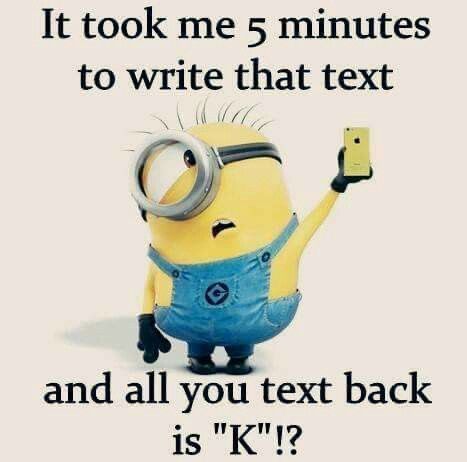 It took me 5 minutes
to write that text
and all you text back
is "K"!?